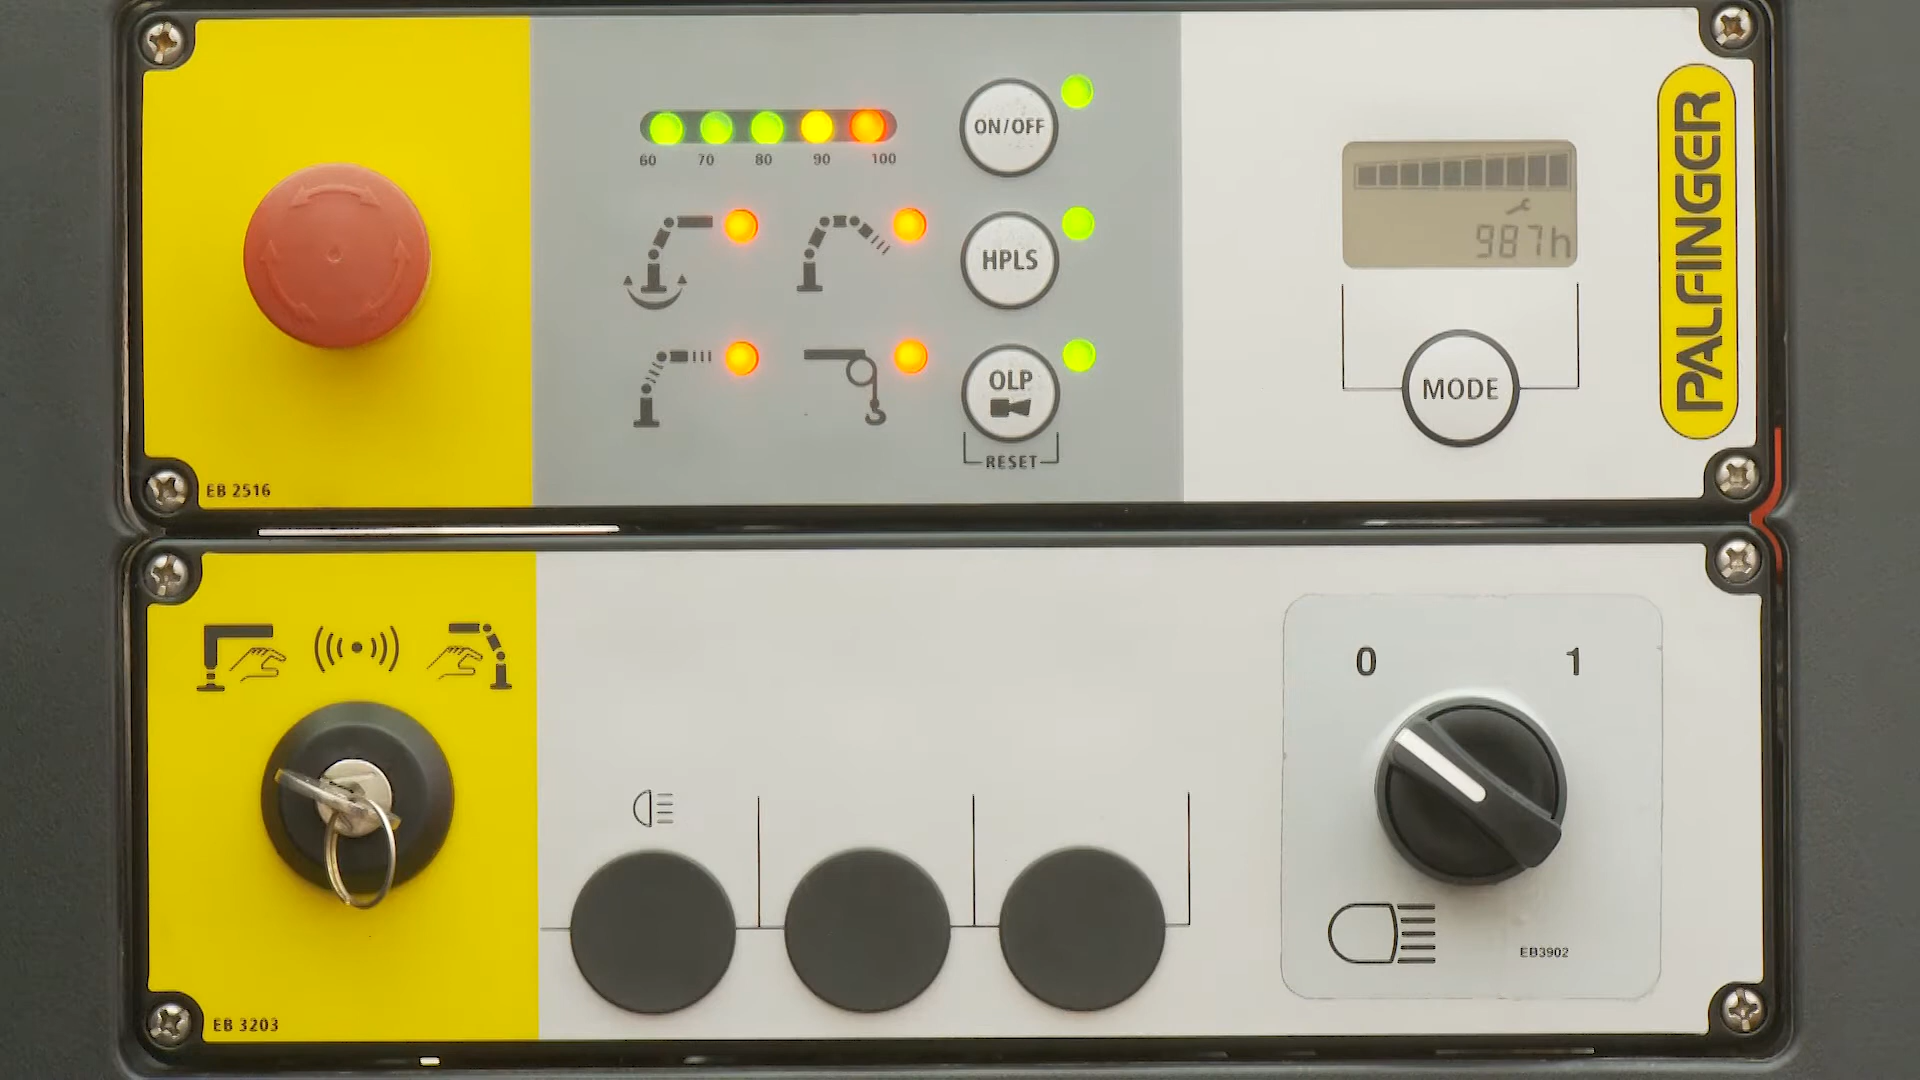 ON/OFF
60 70 80 90 100
HPLS
OLP
RESET
987h
MODE
PALFINGER
EB 2516
0 1
EB3902
EB 3203